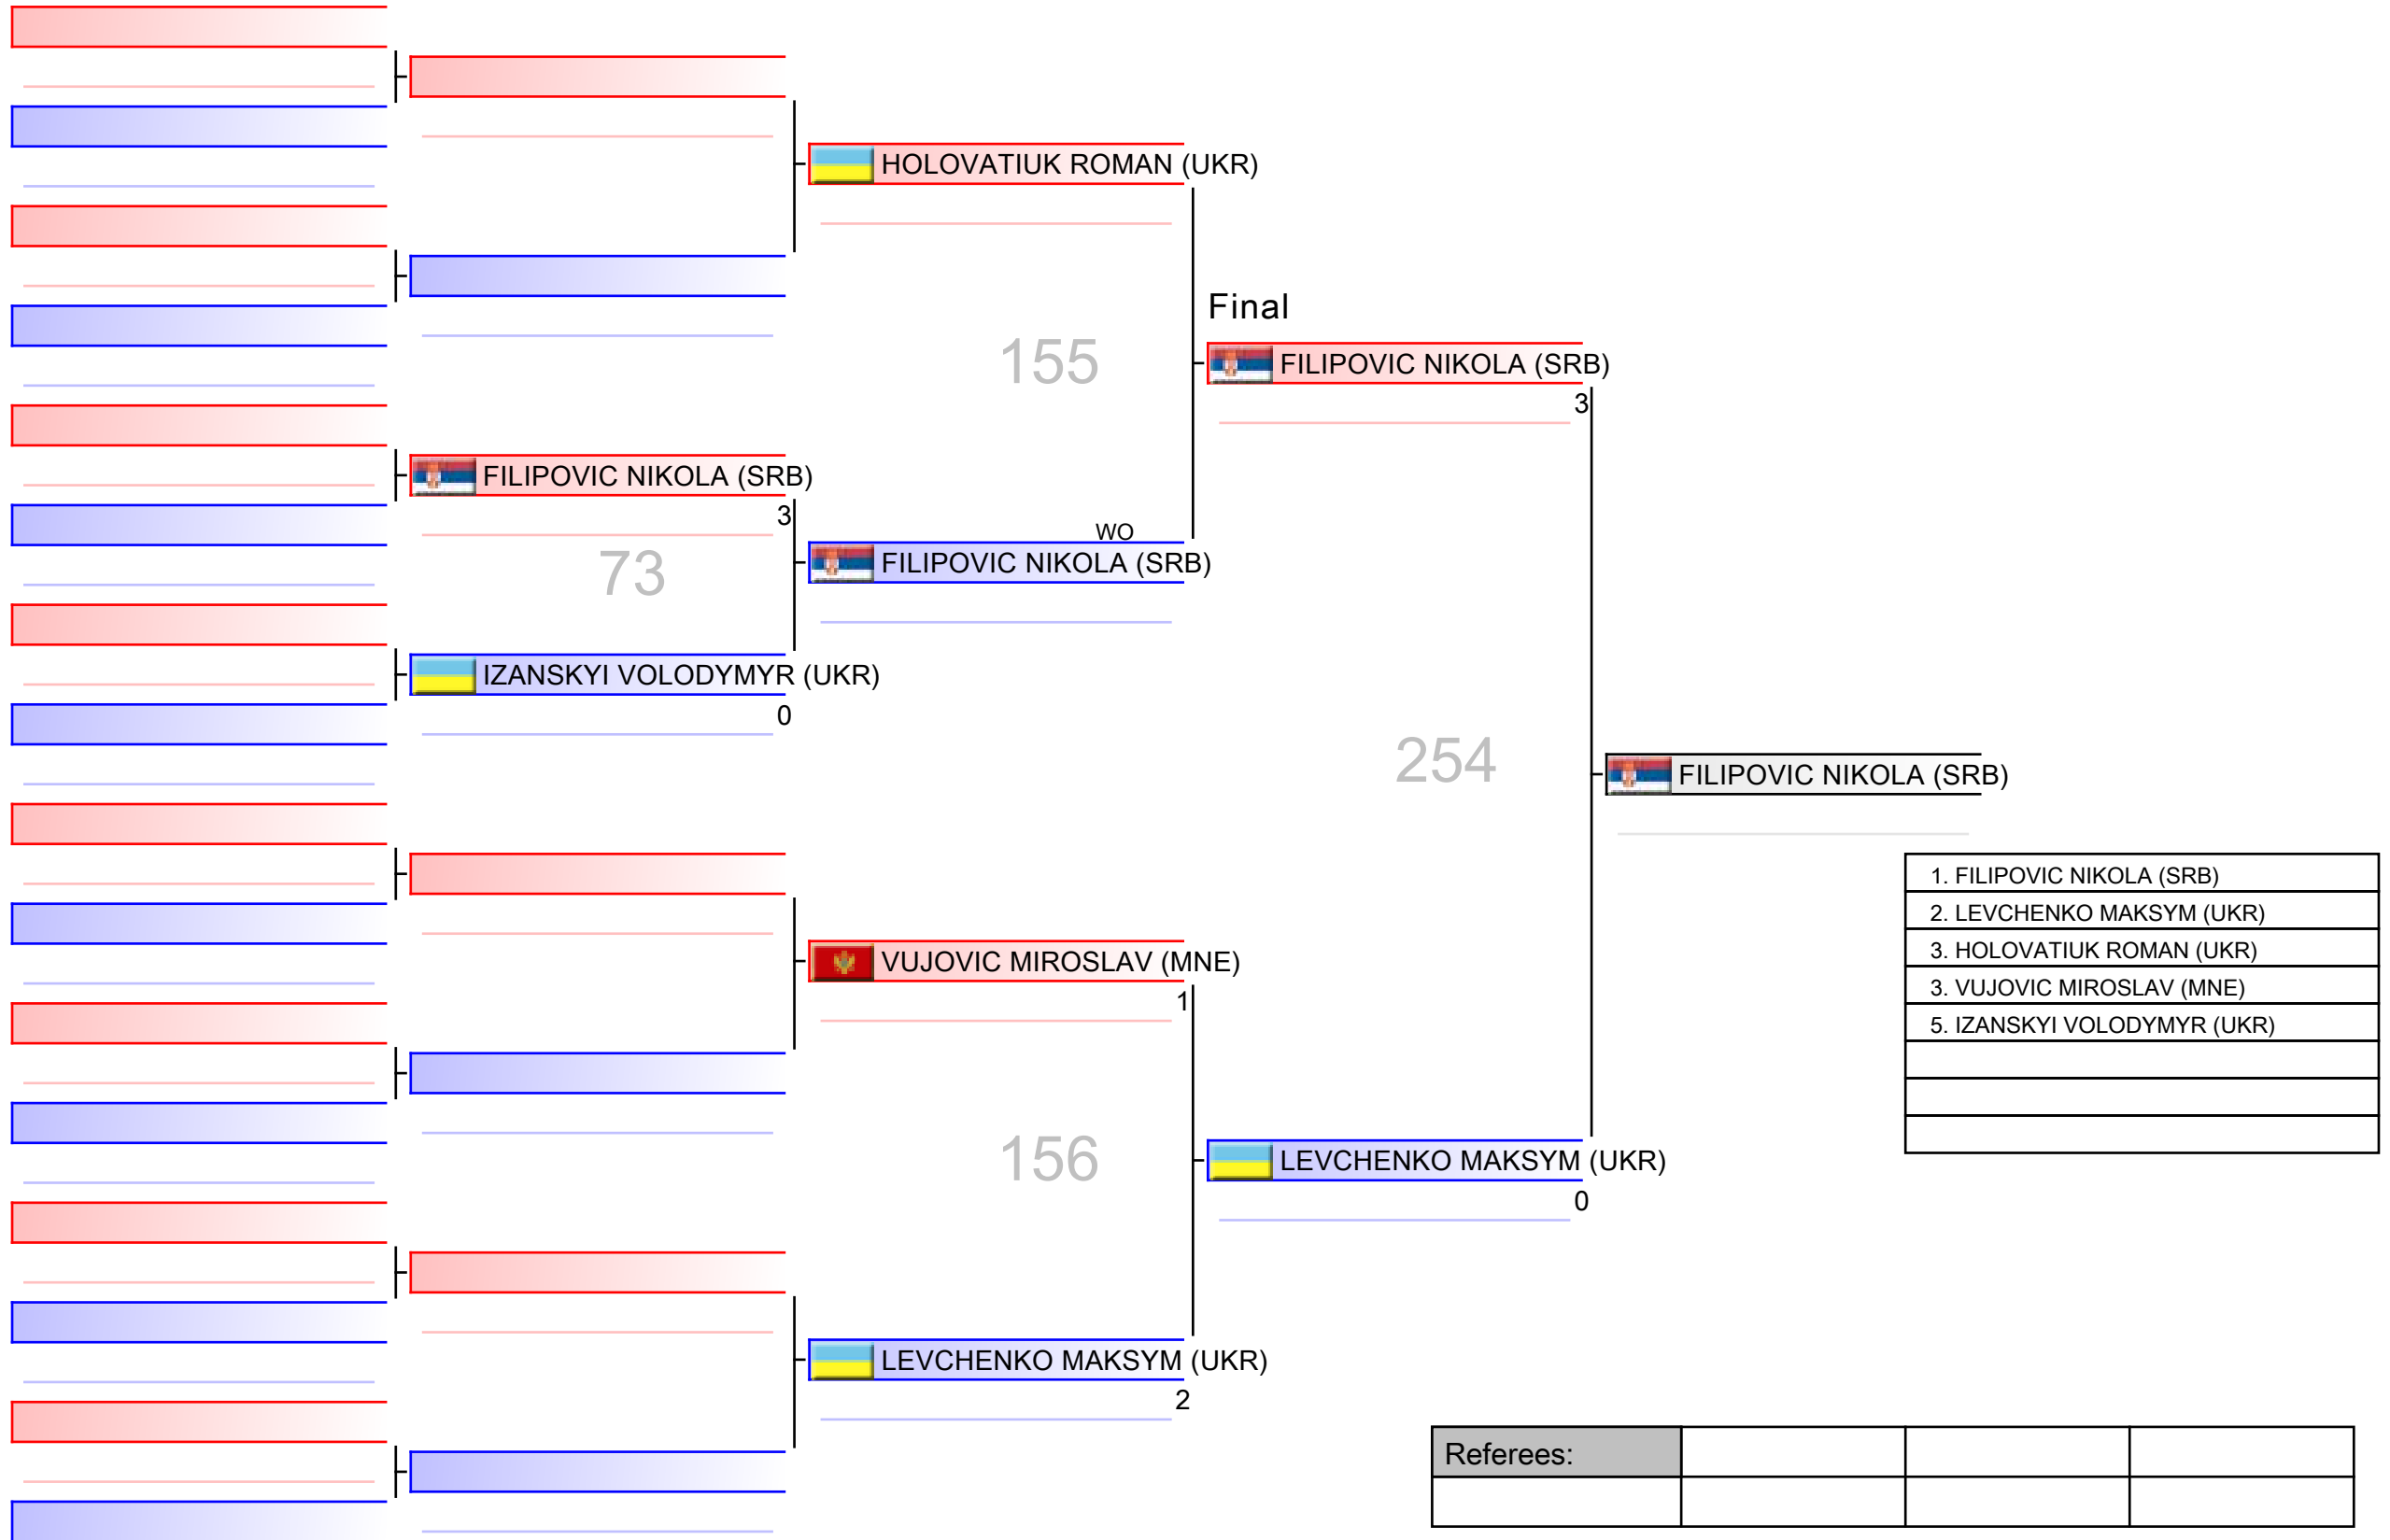 HOLOVATIUK ROMAN (UKR)
Final
155
FILIPOVIC NIKOLA (SRB)
3
FILIPOVIC NIKOLA (SRB)
3
WO
73
FILIPOVIC NIKOLA (SRB)
IZANSKYI VOLODYMYR (UKR)
0
254
FILIPOVIC NIKOLA (SRB)
1. FILIPOVIC NIKOLA (SRB)
2. LEVCHENKO MAKSYM (UKR)
3. HOLOVATIUK ROMAN (UKR)
3. VUJOVIC MIROSLAV (MNE)
5. IZANSKYI VOLODYMYR (UKR)
VUJOVIC MIROSLAV (MNE)
1
156
LEVCHENKO MAKSYM (UKR)
0
LEVCHENKO MAKSYM (UKR)
2
Referees: